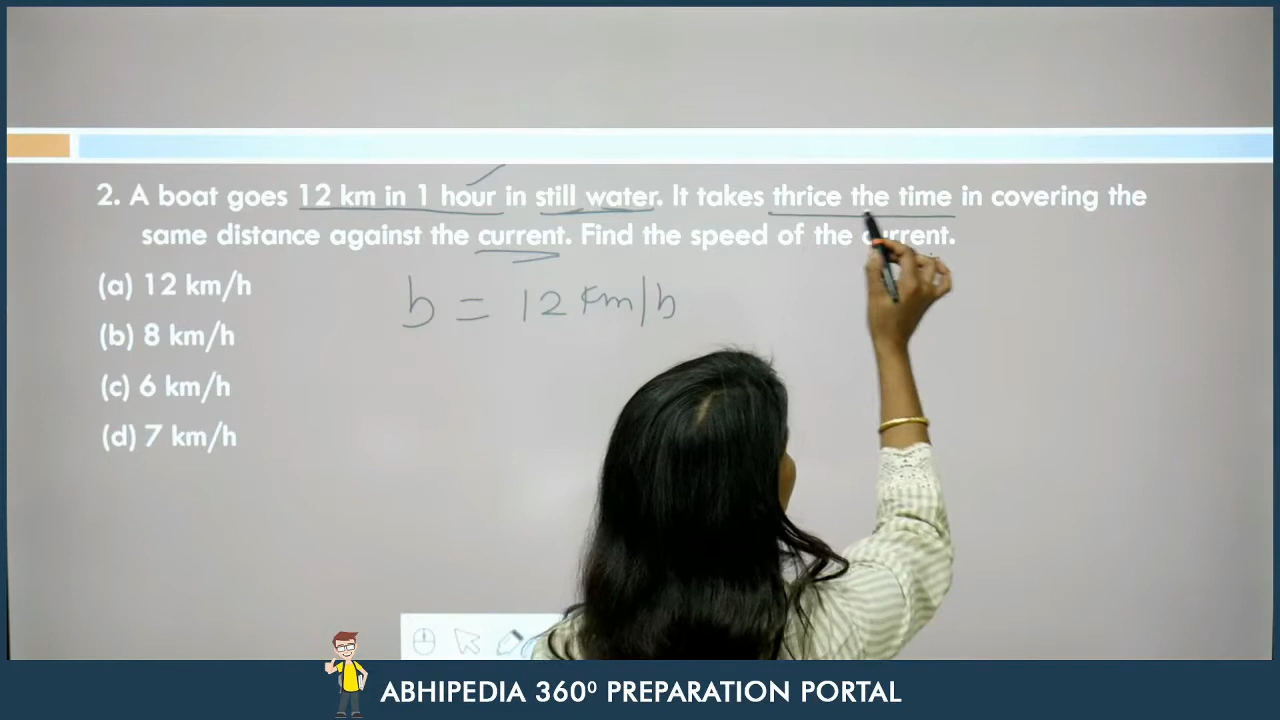 2. A boat goes 12 km in 1 hour in still water. It takes thrice the time in covering the
same distance against the current. Find the speed of the current.
(a) 12 km/h
b = 12 km/h
(b) 8 km/h
(c) 6 km/h
(d) 7 km/h
ABHIPEDIA 360⁰ PREPARATION PORTAL